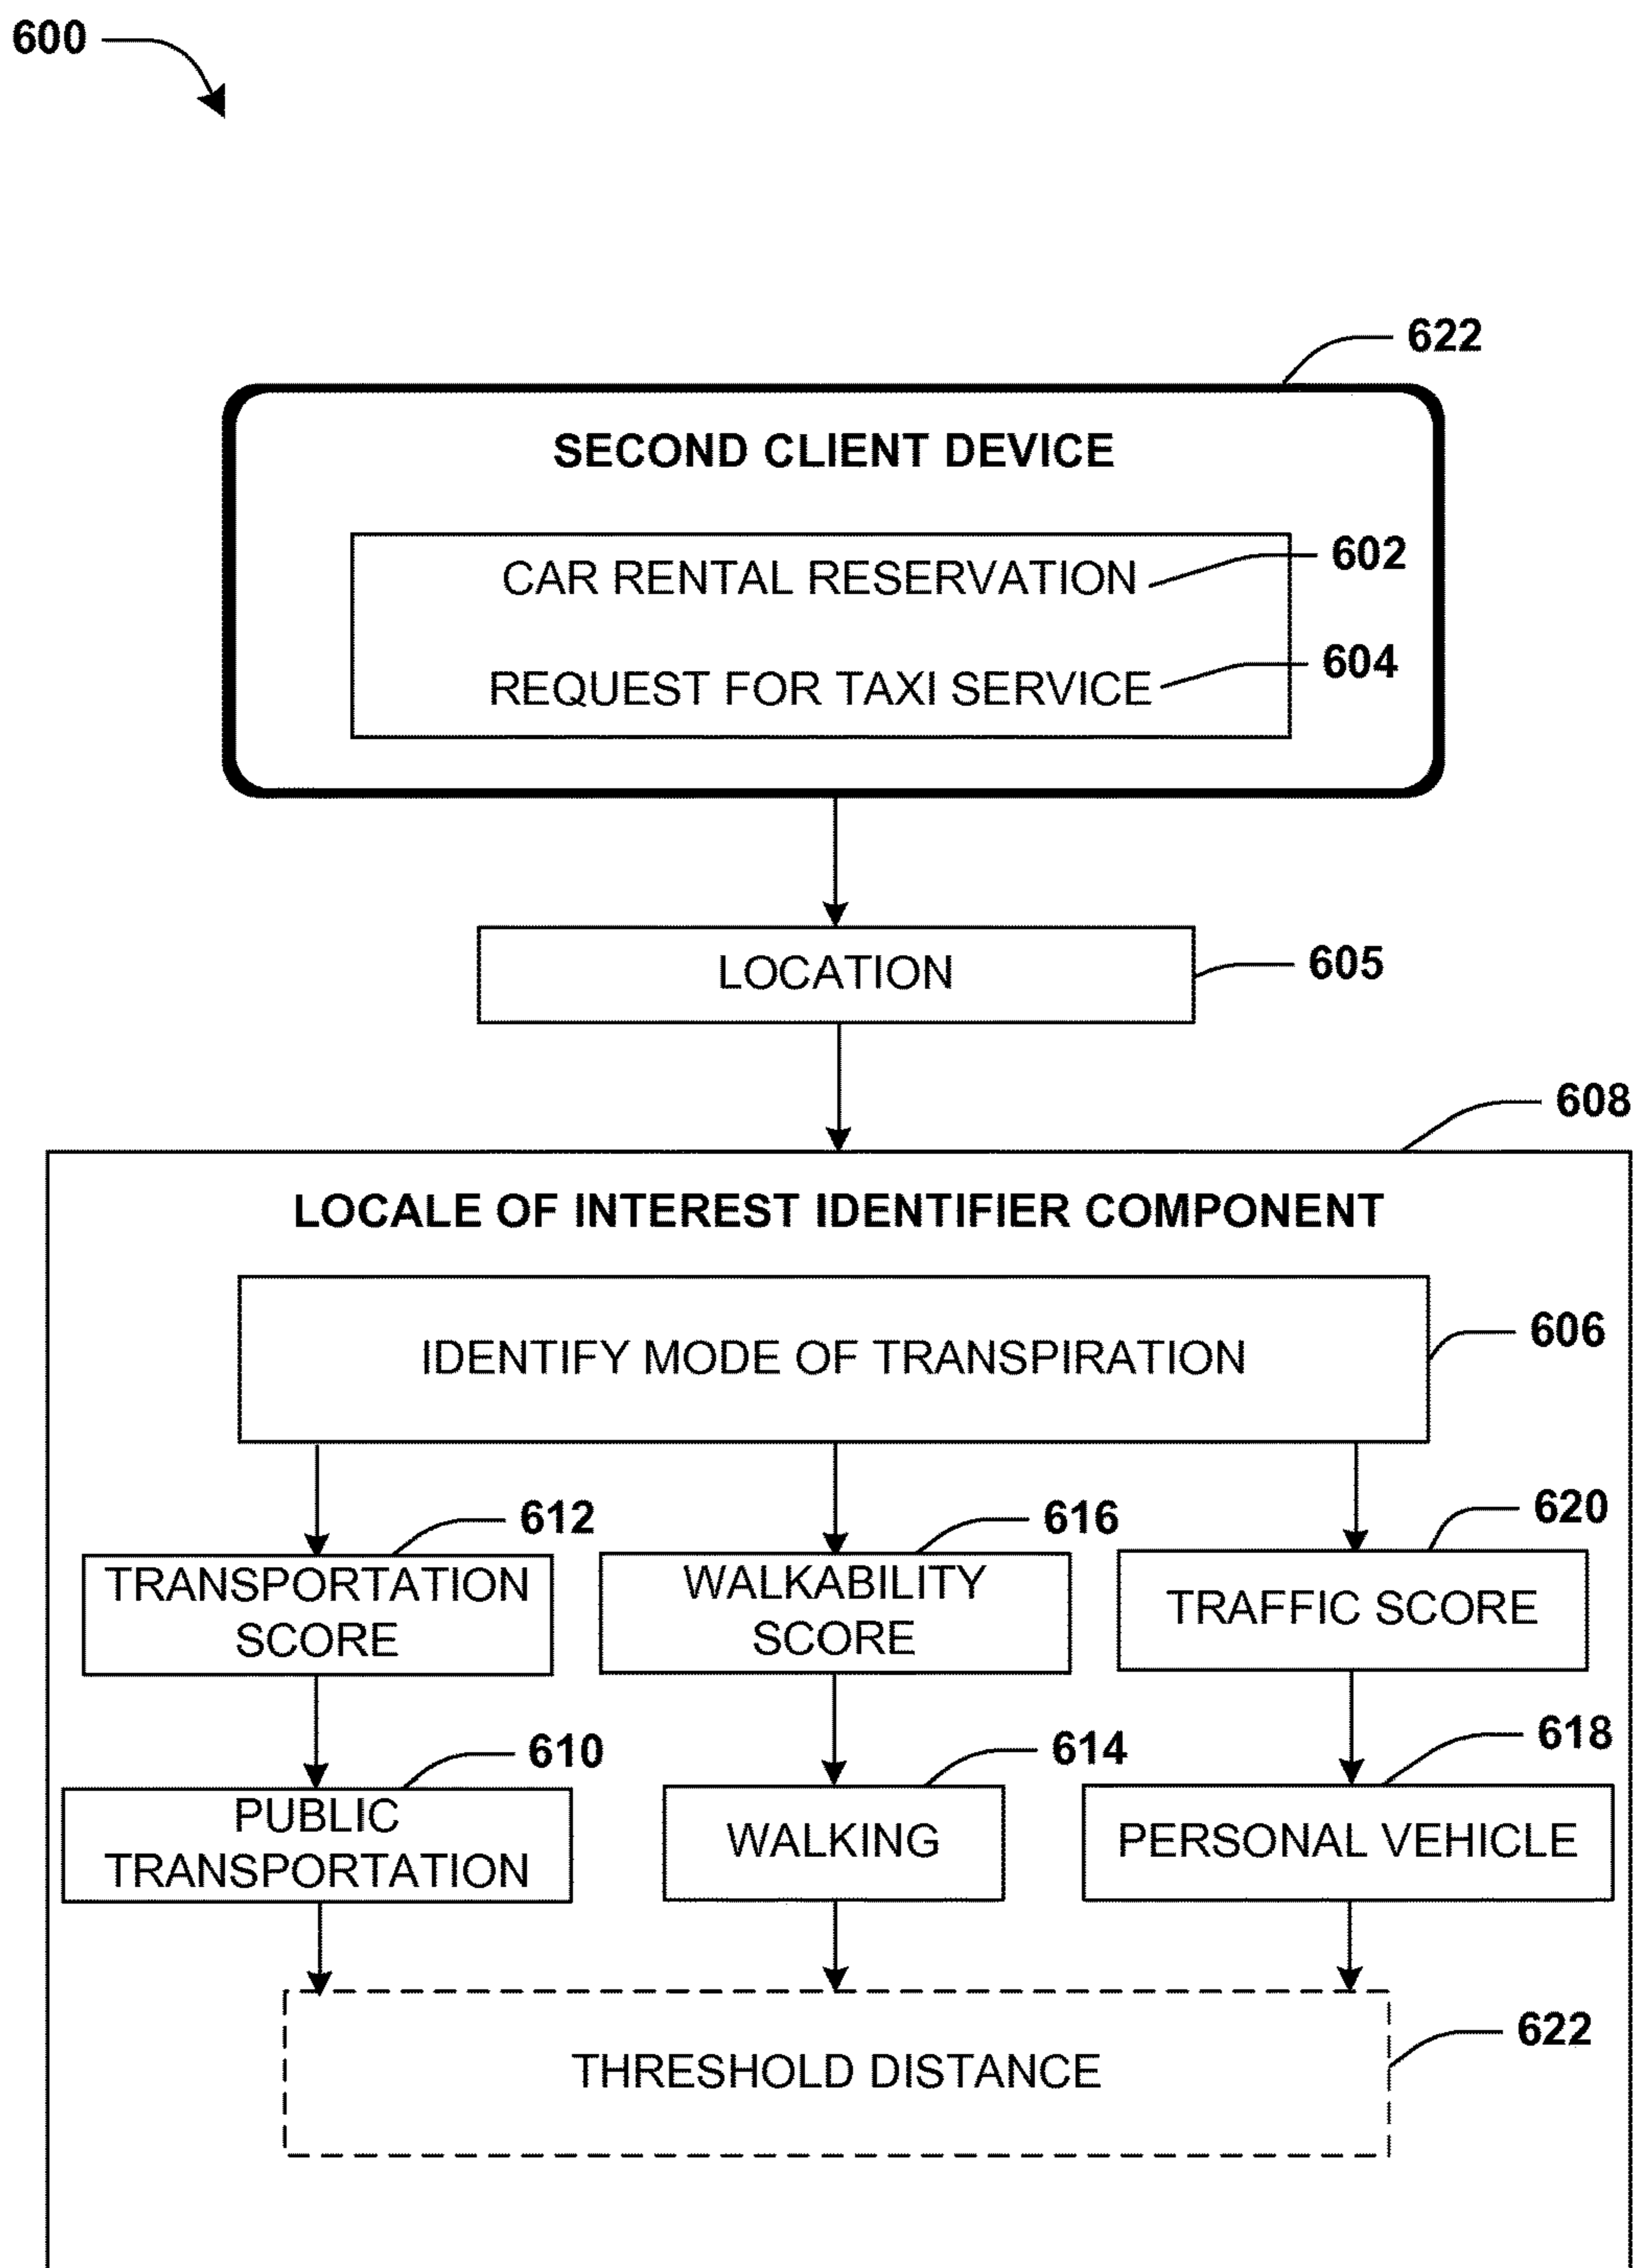 600
622
SECOND CLIENT DEVICE
CAR RENTAL RESERVATION
602
REQUEST FOR TAXI SERVICE
604
LOCATION
605
608
LOCALE OF INTEREST IDENTIFIER COMPONENT
IDENTIFY MODE OF TRANSPIRATION
606
612
616
620
TRANSPORTATION
SCORE
WALKABILITY
SCORE
TRAFFIC SCORE
610
614
618
PUBLIC
TRANSPORTATION
WALKING
PERSONAL VEHICLE
THRESHOLD DISTANCE
622